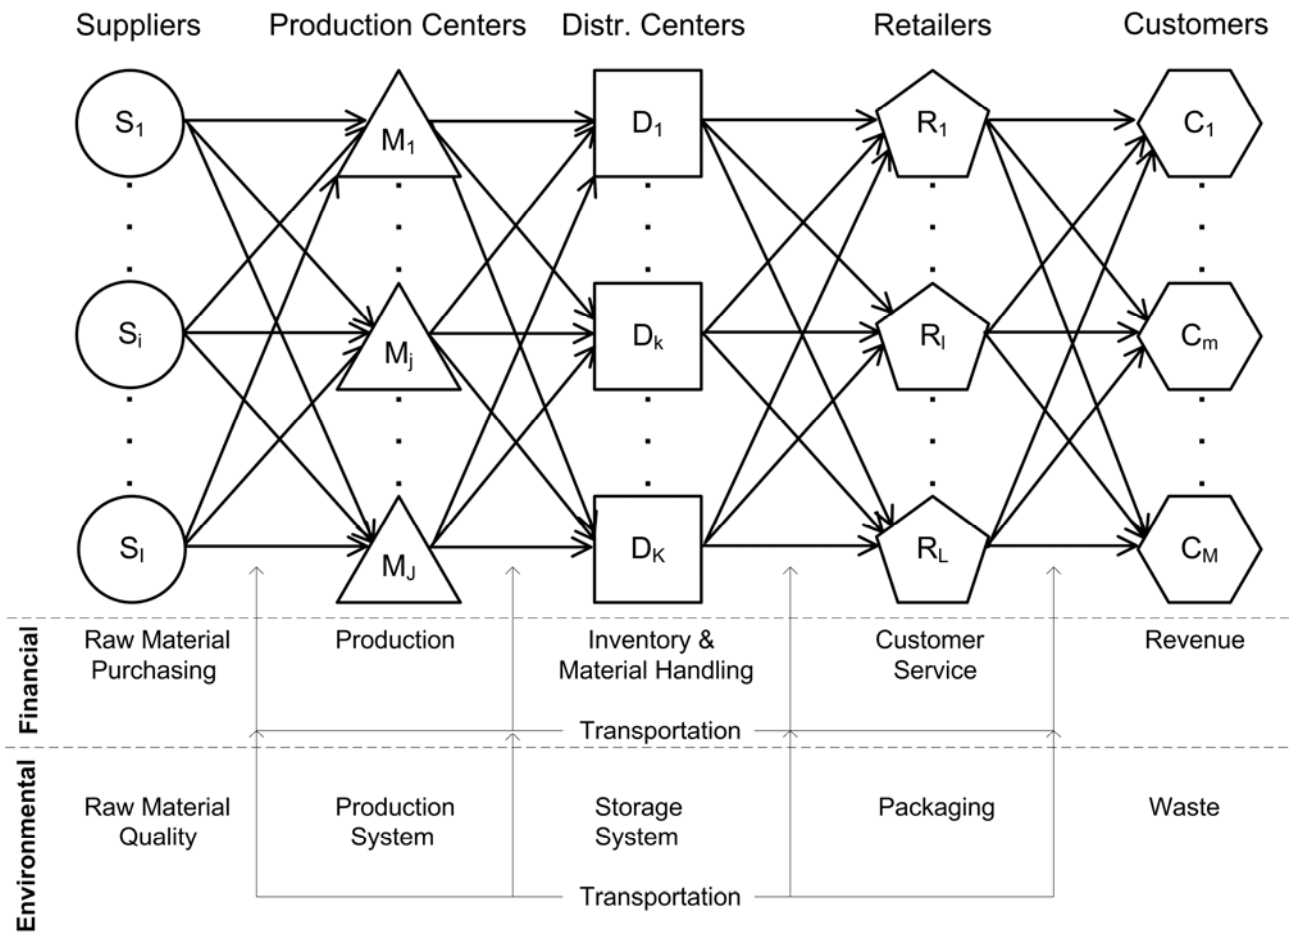 Suppliers Production Centers Distr. Centers Retailers Customers
S1 M1 D1 R1 C1
Si Mj Dk Rl Cm
SI MJ DK RL CM
Financial
Raw Material
Purchasing
Production
Inventory &
Material Handling
Customer
Service
Revenue
Transportation
Environmental
Raw Material
Quality
Production
System
Storage
System
Packaging
Waste
Transportation